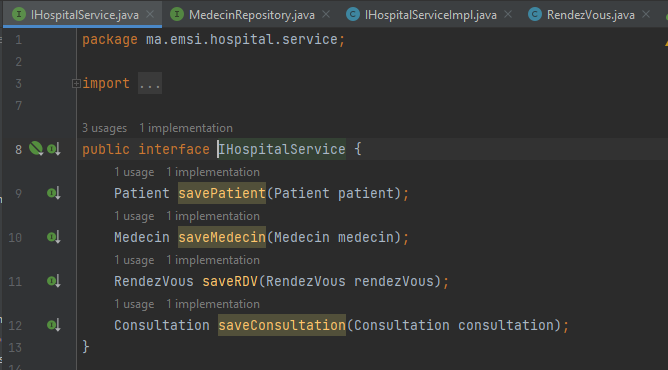 IHospitalService.java MedecinRepository.java IHospitalServiceImpl.java RendezVous.java
1 package ma.emsi.hospital.service;
2
3 import ...
7
3 usages 1 implementation
8 public interface IHospitalService {
1 usage 1 implementation
9 Patient savePatient(Patient patient);
1 usage 1 implementation
10 Medecin saveMedecin(Medecin medecin);
1 usage 1 implementation
11 RendezVous saveRDV(RendezVous rendezVous);
1 usage 1 implementation
12 Consultation saveConsultation(Consultation consultation);
13 }
14